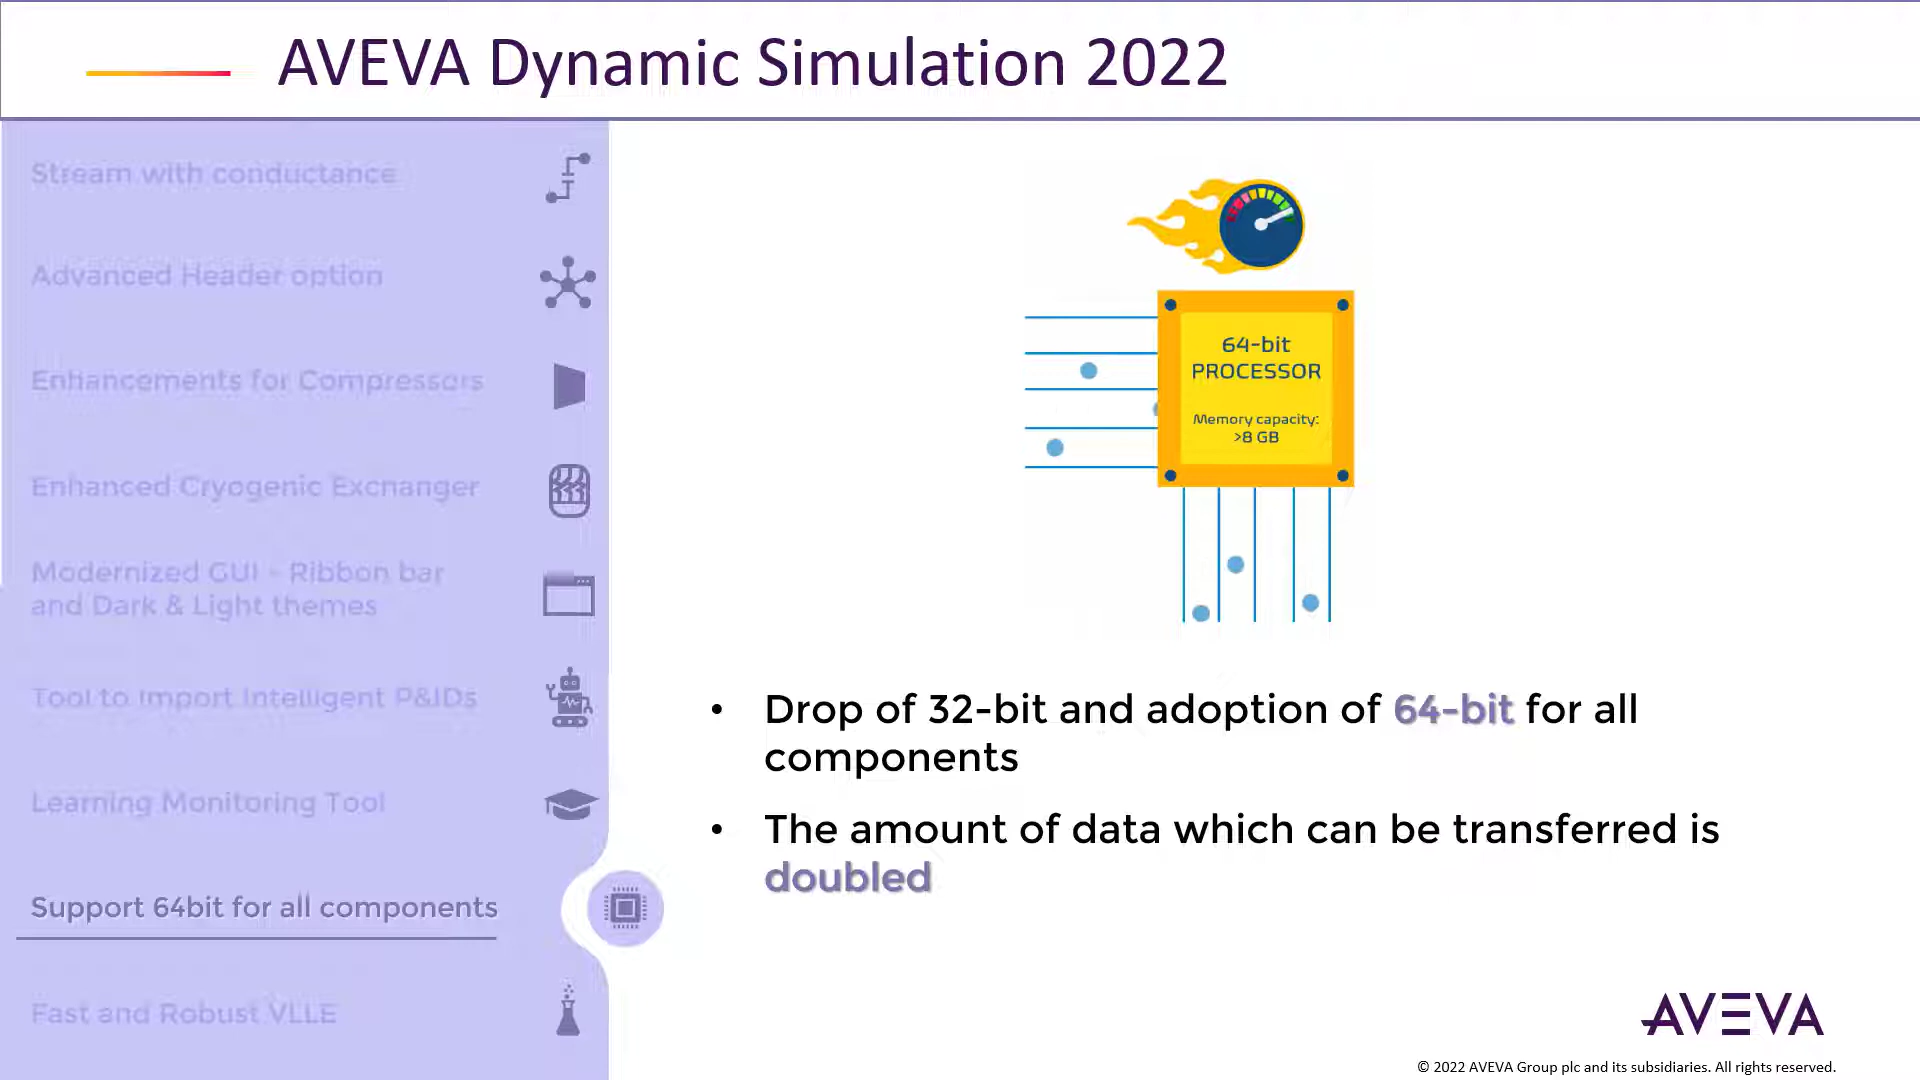 AVEVA Dynamic Simulation 2022
Stream with conductance
Advanced Header option
Enhancements for Compressors
Enhanced Cryogenic Exchanger
Modernized GUI - Ribbon bar
and Dark & Light themes
Tool to Import Intelligent P&IDs
Learning Monitoring Tool
Support 64bit for all components
Fast and Robust VLLE
64-bit
PROCESSOR
Memory capacity:
>8 GB
• Drop of 32-bit and adoption of 64-bit for all
components
• The amount of data which can be transferred is
doubled
AVEVA
© 2022 AVEVA Group plc and its subsidiaries. All rights reserved.